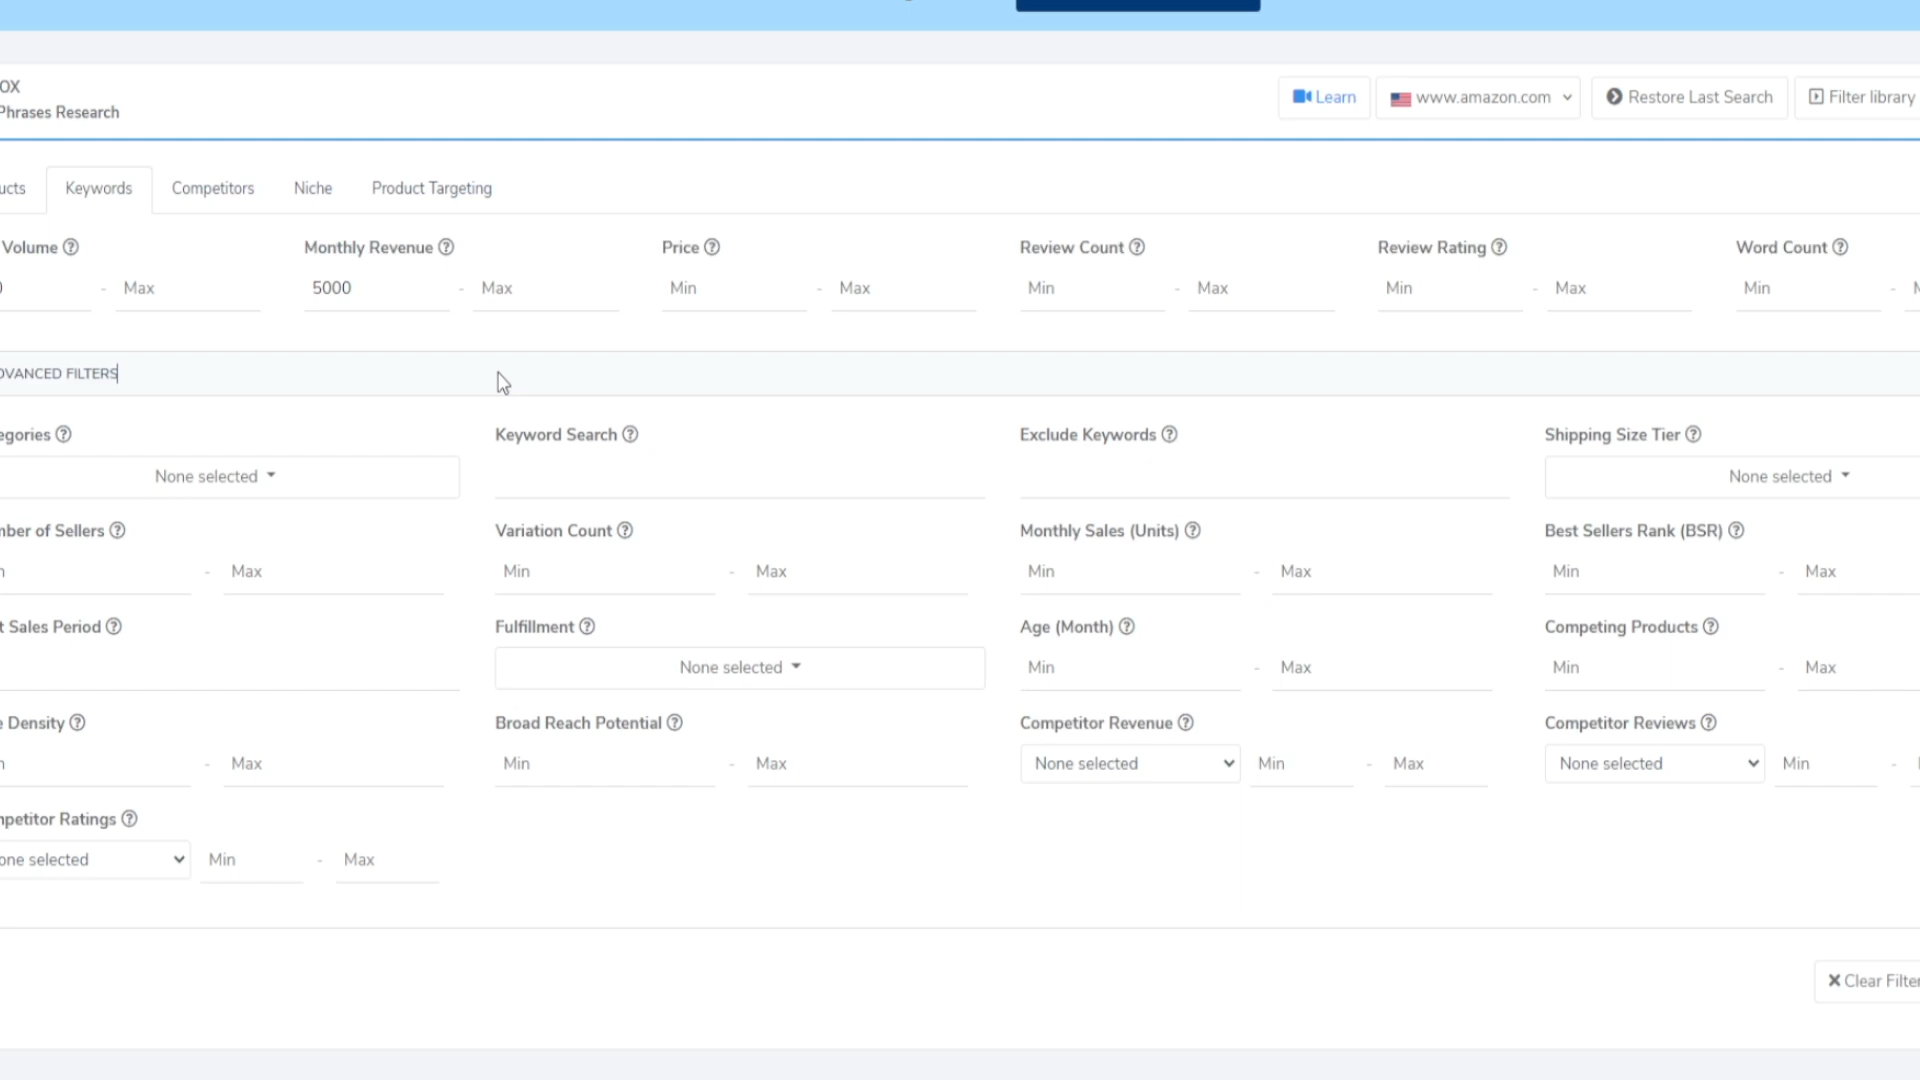 OX
Phrases Research
Learn
www.amazon.com
Restore Last Search
Filter library
ucts
Keywords
Competitors
Niche
Product Targeting
Volume
Monthly Revenue
Price
Review Count
Review Rating
Word Count
0 - Max
5000 - Max
Min - Max
Min - Max
Min - Max
Min -
DVANCED FILTERS
egories
Keyword Search
Exclude Keywords
Shipping Size Tier
None selected
None selected
nber of Sellers
Variation Count
Monthly Sales (Units)
Best Sellers Rank (BSR)
n - Max
Min - Max
Min - Max
Min - Max
t Sales Period
Fulfillment
Age (Month)
Competing Products
None selected
Min - Max
Min - Max
e Density
Broad Reach Potential
Competitor Revenue
Competitor Reviews
n - Max
Min - Max
None selected Min - Max
None selected Min -
npetitor Ratings
one selected Min - Max
Clear Filter